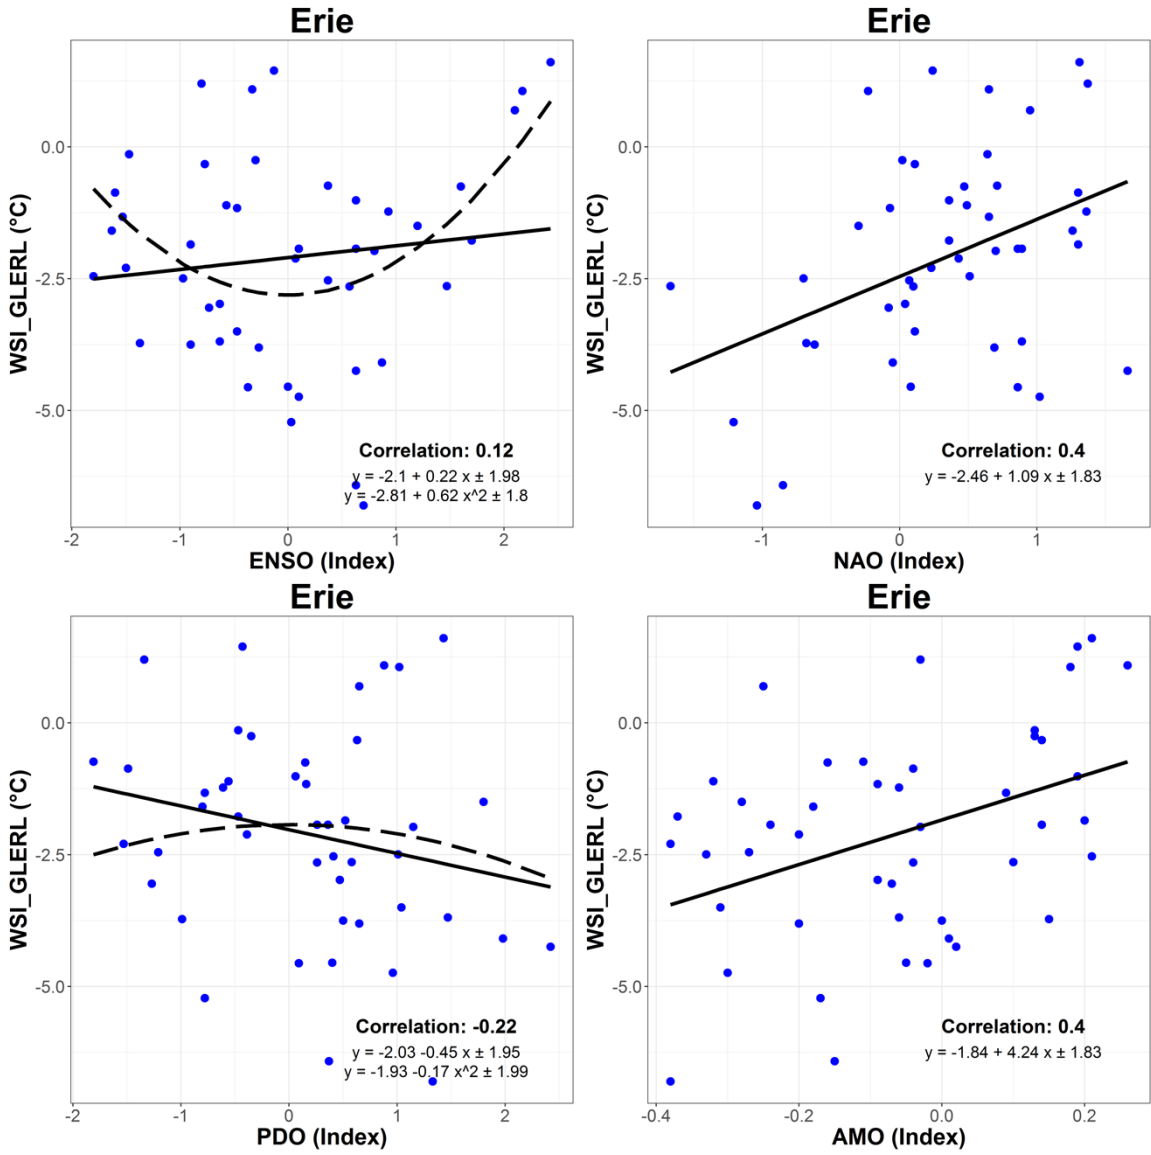 Erie
WSI_GLERL (°C)
0.0
-2.5
-5.0
Correlation: 0.12
y = -2.1 + 0.22 x ± 1.98
y = -2.81 + 0.62 x^2 ± 1.8
-2 -1 0 1 2
ENSO (Index)
Erie
WSI_GLERL (°C)
0.0
-2.5
-5.0
Correlation: 0.4
y = -2.46 + 1.09 x ± 1.83
-1 0 1
NAO (Index)
Erie
WSI_GLERL (°C)
0.0
-2.5
-5.0
Correlation: -0.22
y = -2.03 -0.45 x ± 1.95
y = -1.93 -0.17 x^2 ± 1.99
-2 -1 0 1 2
PDO (Index)
Erie
WSI_GLERL (°C)
0.0
-2.5
-5.0
Correlation: 0.4
y = -1.84 + 4.24 x ± 1.83
-0.4 -0.2 0.0 0.2
AMO (Index)